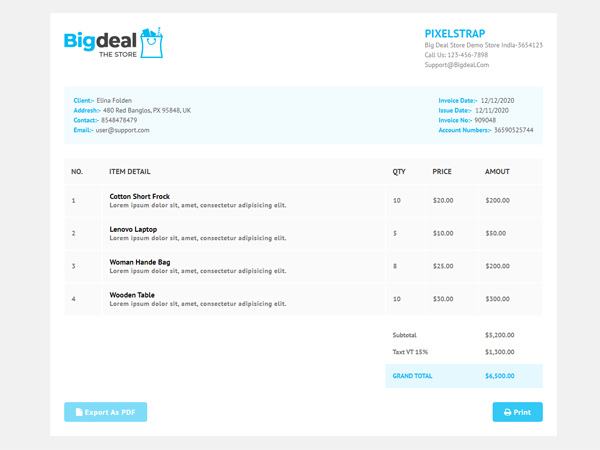 Bigdeal
THE STORE
PIXELSTRAP
Big Deal Store Demo Store India-3654123
Call Us: 123-456-7898
Support@Bigdeal.Com
Client:- Elina Folden
Addresh:- 480 Red Banglos, PX 95848, UK
Contact:- 8548478479
Email:- user@support.com
Invoice Date:- 12/12/2020
Issue Date:- 12/11/2020
Invoice No:- 909048
Account Numbers:- 36590525744
NO. ITEM DETAIL QTY PRICE AMOUT
1 Cotton Short Frock 10 $20.00 $200.00
Lorem ipsum dolor sit, amet, consectetur adipisicing elit.
2 Lenovo Laptop 5 $10.00 $50.00
Lorem ipsum dolor sit, amet, consectetur adipisicing elit.
3 Woman Hande Bag 8 $25.00 $200.00
Lorem ipsum dolor sit, amet, consectetur adipisicing elit.
4 Wooden Table 10 $30.00 $300.00
Lorem ipsum dolor sit, amet, consectetur adipisicing elit.
Subtotal $5,200.00
Taxt VT 15% $1,300.00
GRAND TOTAL $6,500.00
Export As PDF
Print